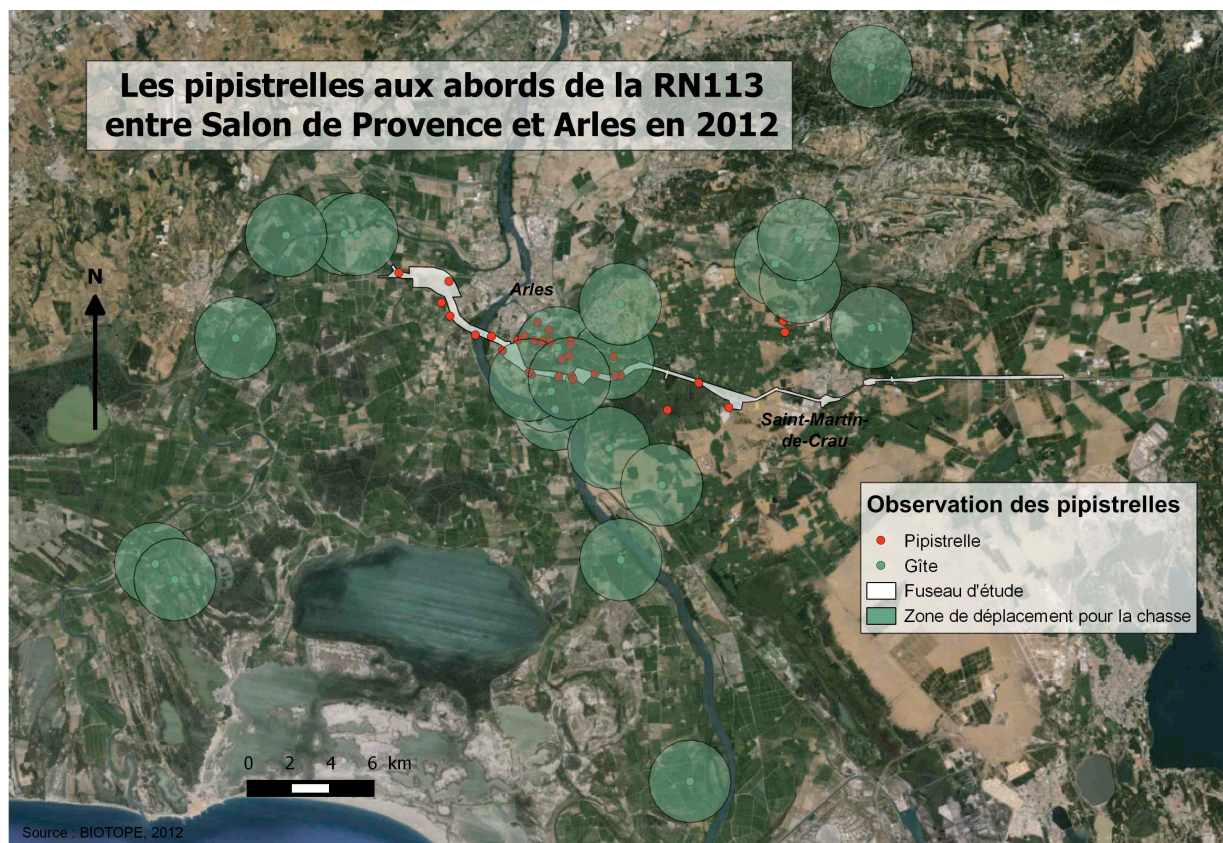 Les pipistrelles aux abords de la RN113
entre Salon de Provence et Arles en 2012
N
Arles
Saint-Martin-
de-Crau
Observation des pipistrelles
Pipistrelle
Gîte
Fuseau d'étude
Zone de déplacement pour la chasse
0 2 4 6 km
Source : BIOTOPE, 2012